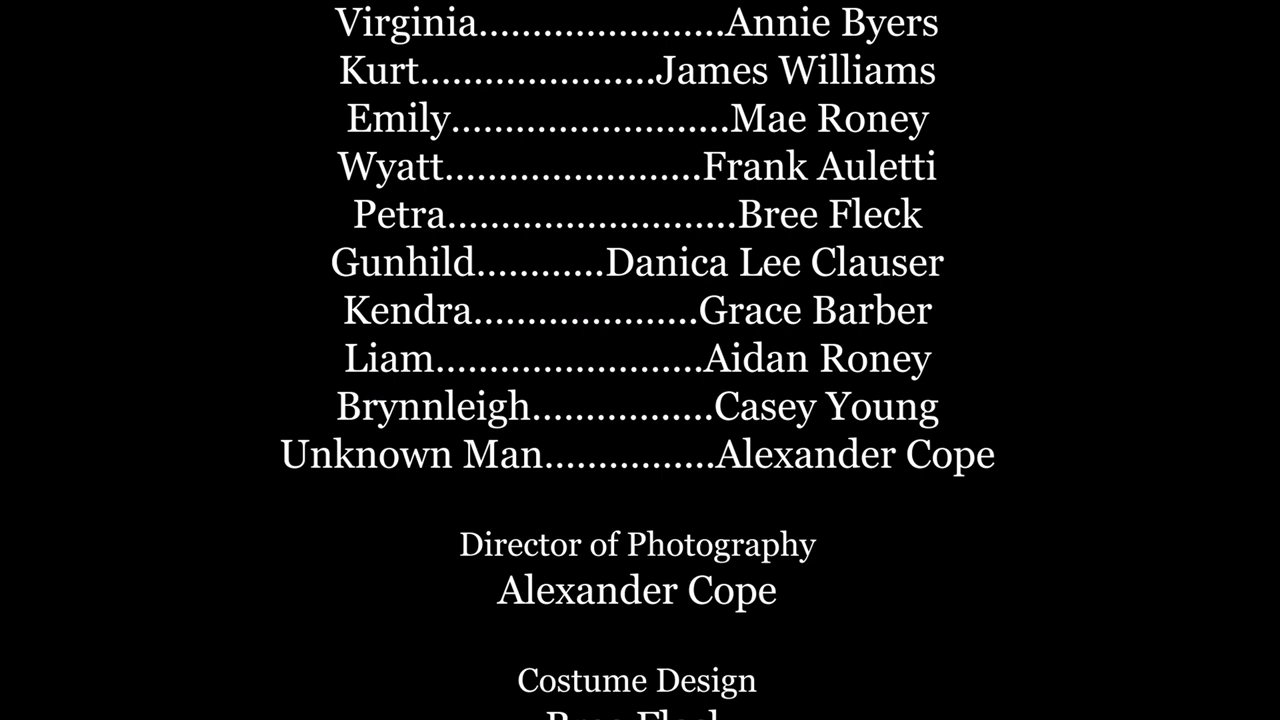 Virginia.......................Annie Byers
Kurt......................James Williams
Emily..........................Mae Roney
Wyatt........................Frank Auletti
Petra...........................Bree Fleck
Gunhild............Danica Lee Clauser
Kendra.....................Grace Barber
Liam.........................Aidan Roney
Brynnleigh.................Casey Young
Unknown Man................Alexander Cope
Director of Photography
Alexander Cope
Costume Design
Bree Fleck